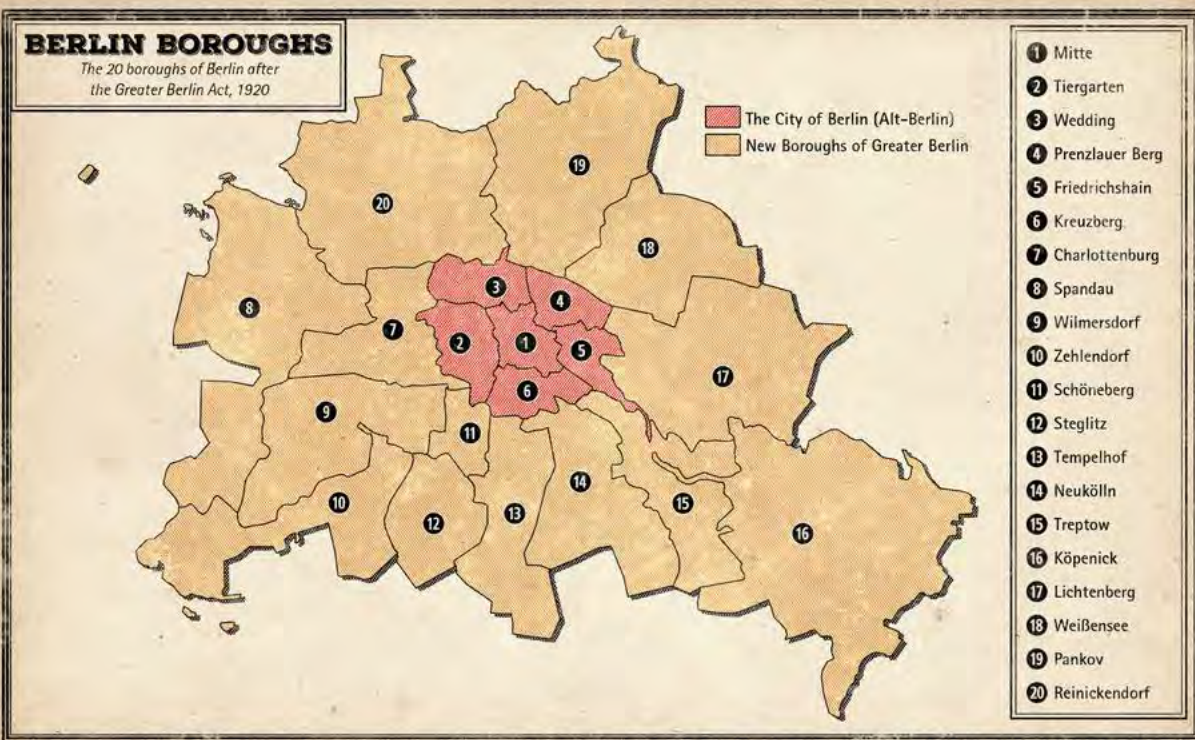 BERLIN BOROUGHS
The 20 boroughs of Berlin after
the Greater Berlin Act, 1920
The City of Berlin (Alt-Berlin)
New Boroughs of Greater Berlin
20
19
18
3
4
8
7
2
1
5
6
17
9
11
10
12
13
14
15
16
1 Mitte
2 Tiergarten
3 Wedding
4 Prenzlauer Berg
5 Friedrichshain
6 Kreuzberg
7 Charlottenburg
8 Spandau
9 Wilmersdorf
10 Zehlendorf
11 Schöneberg
12 Steglitz
13 Tempelhof
14 Neukölln
15 Treptow
16 Köpenick
17 Lichtenberg
18 Weißensee
19 Pankov
20 Reinickendorf